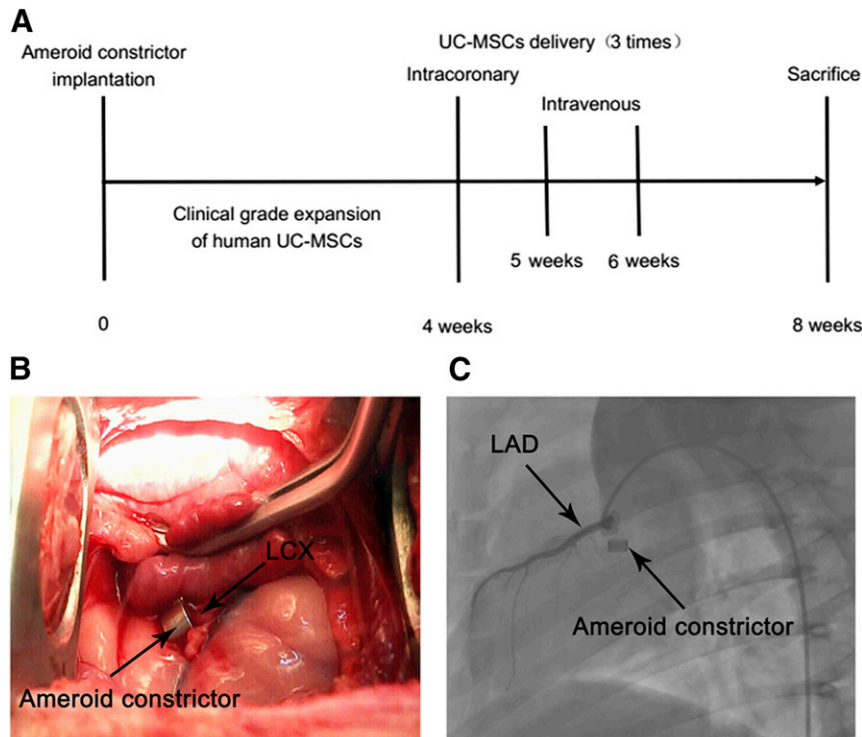 A
UC-MSCs delivery (3 times)
Ameroid constrictor
implantation
Intracoronary
Sacrifice
Intravenous
Clinical grade expansion
of human UC-MSCs
5 weeks
6 weeks
0
4 weeks
8 weeks
B
LCX
Ameroid constrictor
C
LAD
Ameroid constrictor